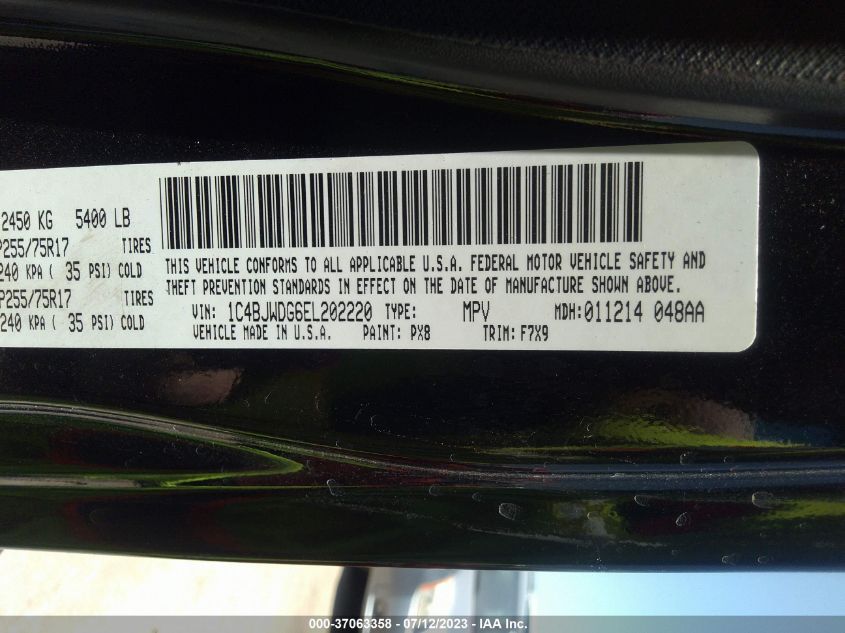 2450 KG 5400 LB
P255/75R17 TIRES
240 KPA ( 35 PSI) COLD
P255/75R17 TIRES
240 KPA ( 35 PSI) COLD
THIS VEHICLE CONFORMS TO ALL APPLICABLE U.S.A. FEDERAL MOTOR VEHICLE SAFETY AND
THEFT PREVENTION STANDARDS IN EFFECT ON THE DATE OF MANUFACTURE SHOWN ABOVE.
VIN: 1C4BJWDG6EL202220 TYPE: MPV MDH: 011214 048AA
VEHICLE MADE IN U.S.A. PAINT: PX8 TRIM: F7X9
000-37063358 - 07/12/2023 - IAA Inc.